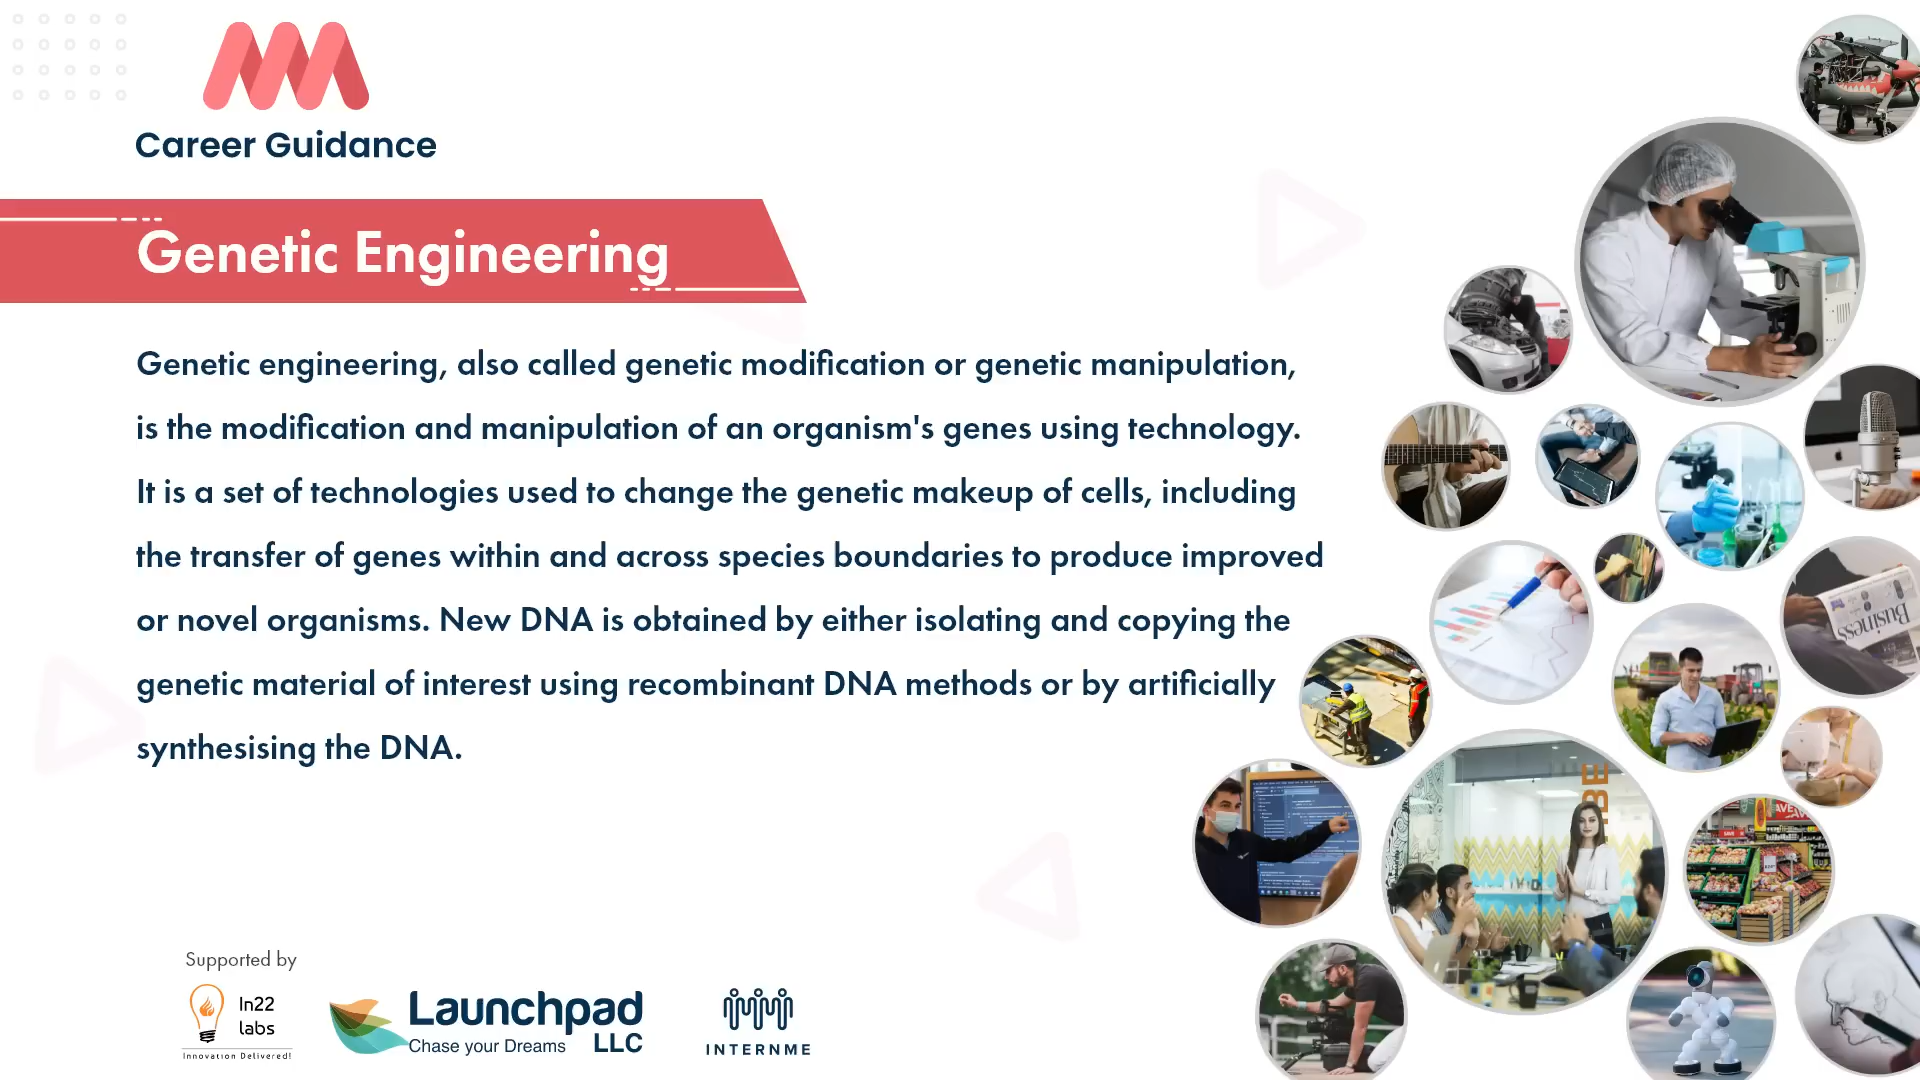 Career Guidance
Genetic Engineering
Genetic engineering, also called genetic modification or genetic manipulation,
is the modification and manipulation of an organism's genes using technology.
It is a set of technologies used to change the genetic makeup of cells, including
the transfer of genes within and across species boundaries to produce improved
or novel organisms. New DNA is obtained by either isolating and copying the
genetic material of interest using recombinant DNA methods or by artificially
synthesising the DNA.
Business
SAVE
Supported by
In22
labs
Innovation Delivered!
Launchpad
LLC
Chase your Dreams
INTERNME